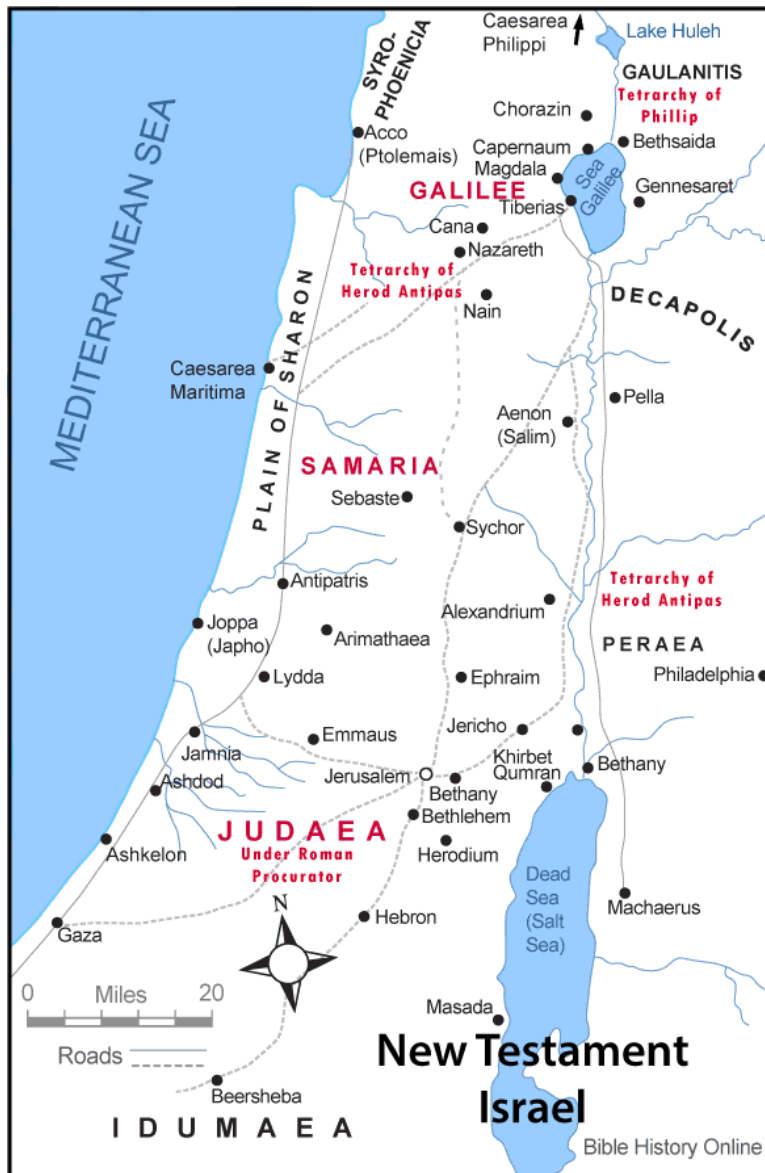 Caesarea
Philippi
Lake Huleh
SYRO-
PHOENICIA
GAULANITIS
Tetrarchy of
Phillip
Chorazin
Acco
(Ptolemais)
Capernaum
Bethsaida
Magdala
Sea
Galilee
GALILEE
Gennesaret
Tiberias
Cana
Nazareth
Tetrarchy of
Herod Antipas
Nain
DECAPOLIS
MEDITERRANEAN SEA
PLAIN OF SHARON
Caesarea
Maritima
Pella
Aenon
(Salim)
SAMARIA
Sebaste
Sychor
Antipatris
Tetrarchy of
Herod Antipas
Alexandrium
Joppa
(Japho)
Arimathaea
PERAEA
Lydda
Ephraim
Philadelphia
Jamnia
Emmaus
Jericho
Jerusalem
Khirbet
Qumran
Bethany
Bethany
Ashdod
Bethlehem
JUDAEA
Under Roman
Procurator
Ashkelon
Herodium
Dead
Sea
(Salt
Sea)
Machaerus
N
Hebron
Gaza
0 Miles 20
Roads
Masada
New Testament
Israel
Beersheba
IDUMAEA
Bible History Online